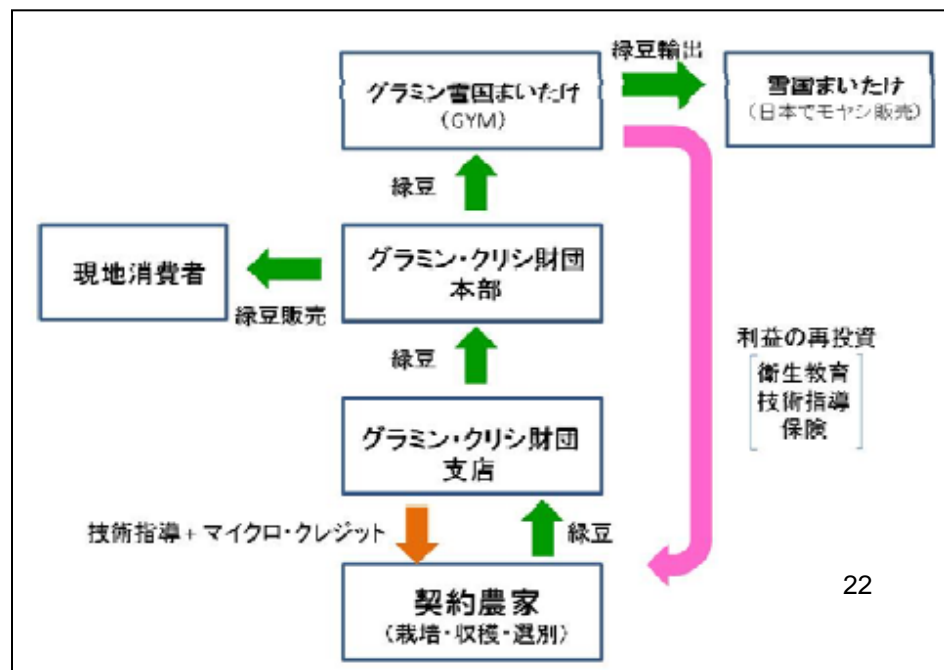 緑豆輸出
グラミン雪国まいたけ
（GYM）
雪国まいたけ
（日本でモヤシ販売）
緑豆
現地消費者
緑豆販売
グラミン・クリシ財団
本部
緑豆
利益の再投資
衛生教育
技術指導
保険
グラミン・クリシ財団
支店
技術指導+マイクロ・クレジット
緑豆
契約農家
（栽培・収穫・選別）
22